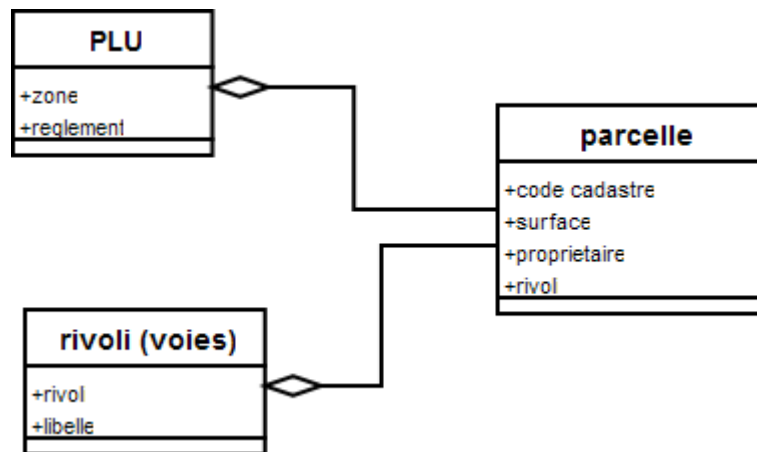 PLU
+zone
+reglement
parcelle
+code cadastre
+surface
+proprietaire
+rivol
rivoli (voies)
+rivol
+libelle